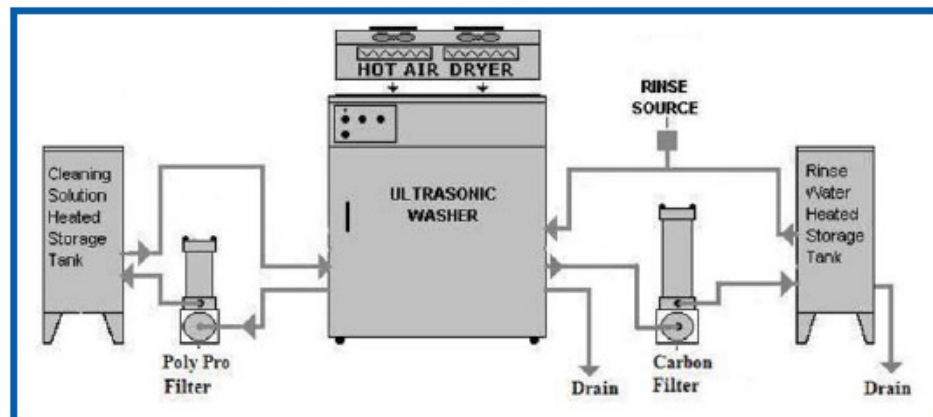 HOT AIR DRYER
RINSE
SOURCE
Cleaning
Solution
Heated
Storage
Tank
ULTRASONIC
WASHER
Rinse
Water
Heated
Storage
Tank
Poly Pro
Filter
Drain
Carbon
Filter
Drain